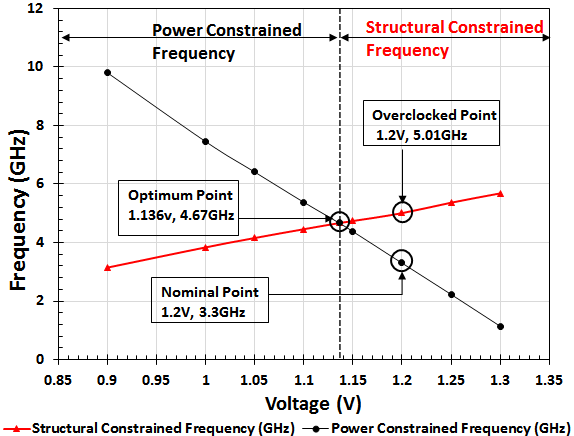 Power Constrained
Frequency
Structural Constrained
Frequency
Overclocked Point
1.2V, 5.01GHz
Optimum Point
1.136v, 4.67GHz
Nominal Point
1.2V, 3.3GHz
Frequency (GHz)
12
10
8
6
4
2
0
0.85 0.9 0.95 1 1.05 1.1 1.15 1.2 1.25 1.3 1.35
Voltage (V)
Structural Constrained Frequency (GHz) Power Constrained Frequency (GHz)